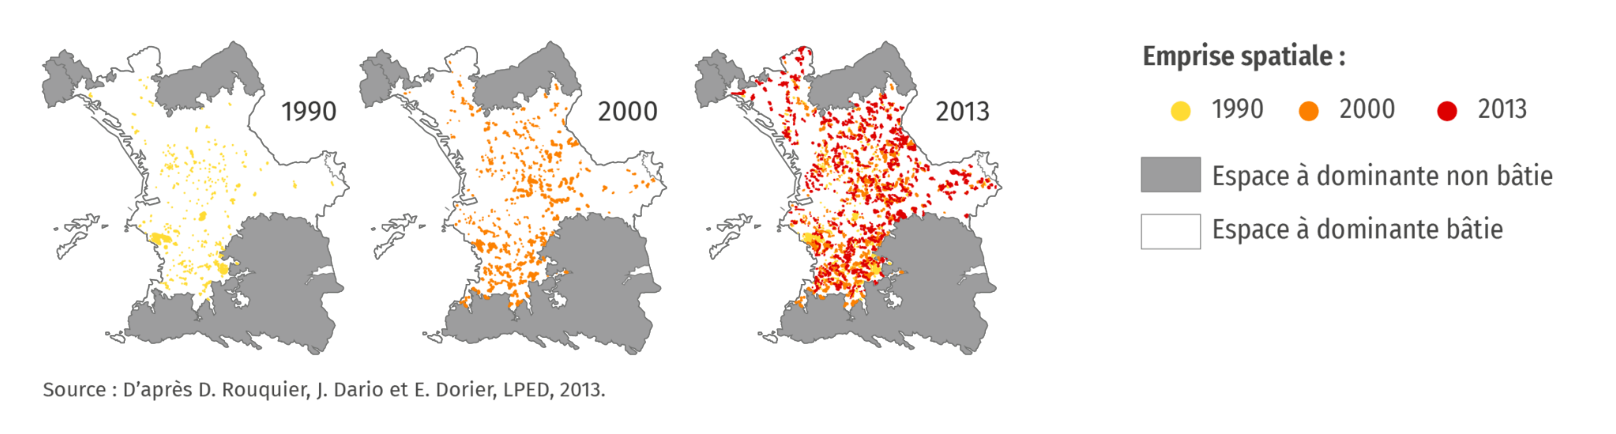 1990
2000
2013
Emprise spatiale :
1990
2000
2013
Espace à dominante non bâtie
Espace à dominante bâtie
Source : D’après D. Rouquier, J. Dario et E. Dorier, LPED, 2013.